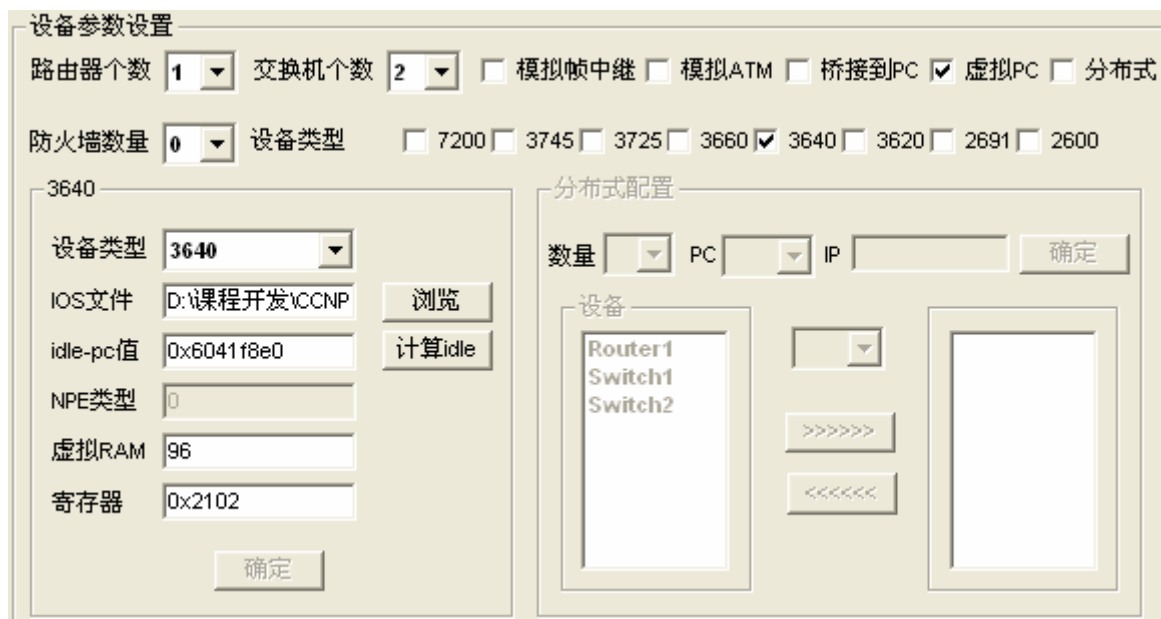 设备参数设置
路由器个数 1 交换机个数 2 模拟帧中继 模拟ATM 桥接到PC 虚拟PC 分布式
防火墙数量 0 设备类型 7200 3745 3725 3660 3640 3620 2691 2600
3640
设备类型 3640
IOS文件 D:\课程开发\CCNP 浏览
idle-pc值 0x6041f8e0 计算idle
NPE类型 0
虚拟RAM 96
寄存器 0x2102
确定
分布式配置
数量 PC IP 确定
设备
Router1
Switch1
Switch2
>>>>>>
<<<<<<